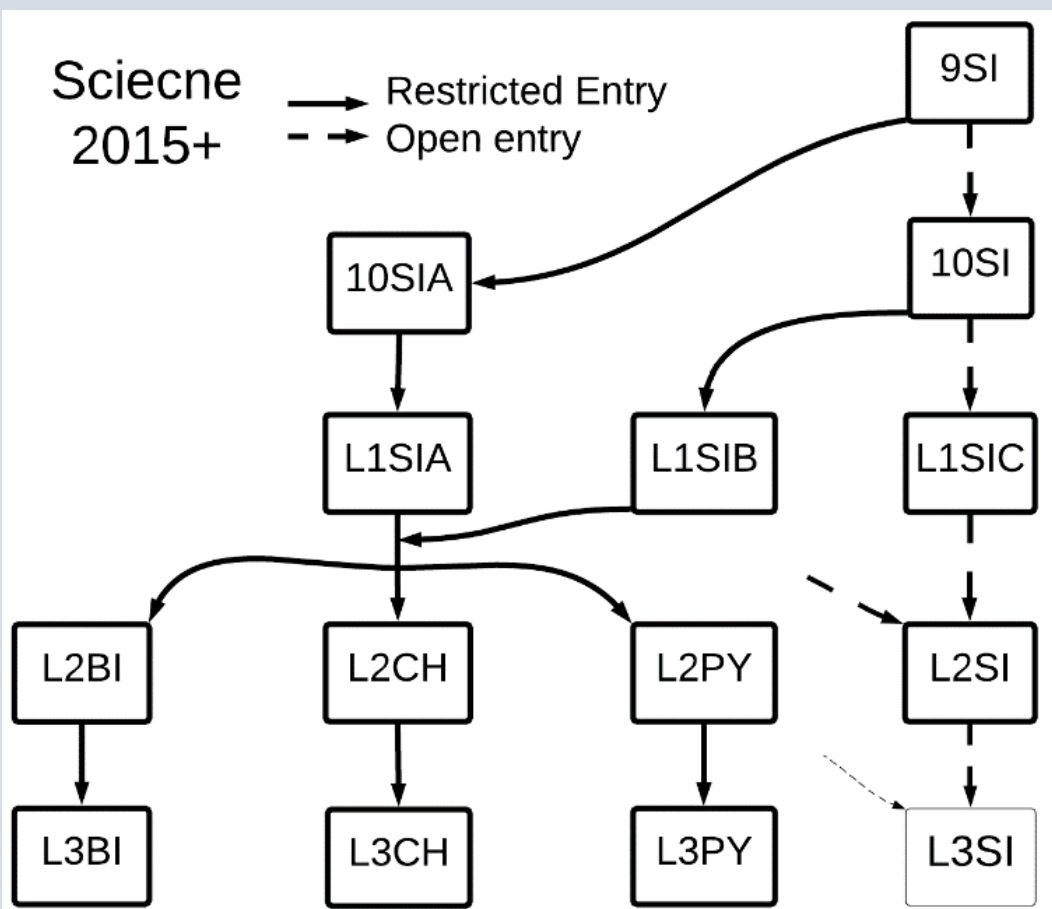 Sciecne
2015+
Restricted Entry
Open entry
9SI
10SIA
10SI
L1SIA
L1SIB
L1SIC
L2BI
L2CH
L2PY
L2SI
L3BI
L3CH
L3PY
L3SI